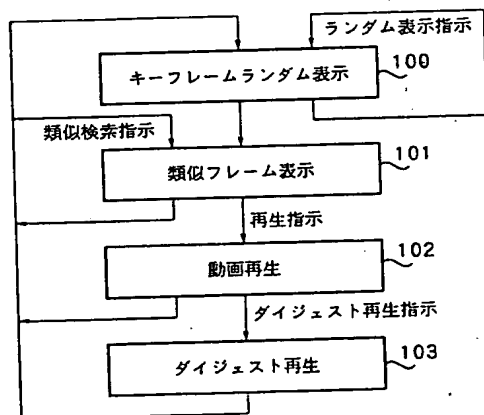 ランダム表示指示
キーフレームランダム表示
100
類似検索指示
類似フレーム表示
101
再生指示
動画再生
102
ダイジェスト再生指示
ダイジェスト再生
103